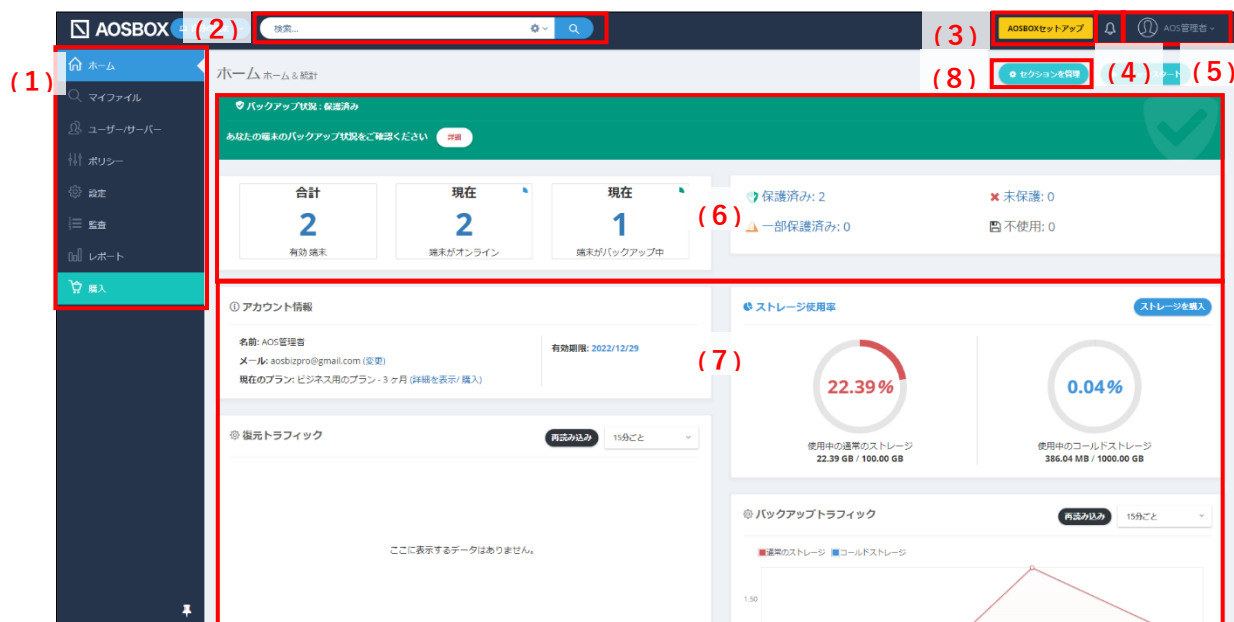 AOSBOX
(2)
検索...
(3)
AOSBOXセットアップ
AOS管理者
(1)
ホーム
マイファイル
ユーザー/サーバー
ポリシー
設定
監査
レポート
購入
ホーム ホーム & 統計
(8)
セクションを管理
(4)
(5)
バックアップ状況 : 保護済み
あなたの端末のバックアップ状況をご確認ください 詳細
合計
2
有効 端末
現在
2
端末がオンライン
現在
1
端末がバックアップ中
(6)
保護済み: 2
未保護: 0
一部保護済み: 0
不使用: 0
アカウント情報
名前: AOS管理者
メール: aosbizpro@gmail.com (変更)
現在のプラン: ビジネス用のプラン - 3 ヶ月 (詳細を表示/ 購入)
有効期限: 2022/12/29
(7)
ストレージ使用率
ストレージを購入
22.39%
使用中の通常のストレージ
22.39 GB / 100.00 GB
0.04%
使用中のコールドストレージ
386.04 MB / 1000.00 GB
復元トラフィック
再読み込み
15分ごと
ここに表示するデータはありません。
バックアップトラフィック
再読み込み
15分ごと
通常のストレージ コールドストレージ
1.50